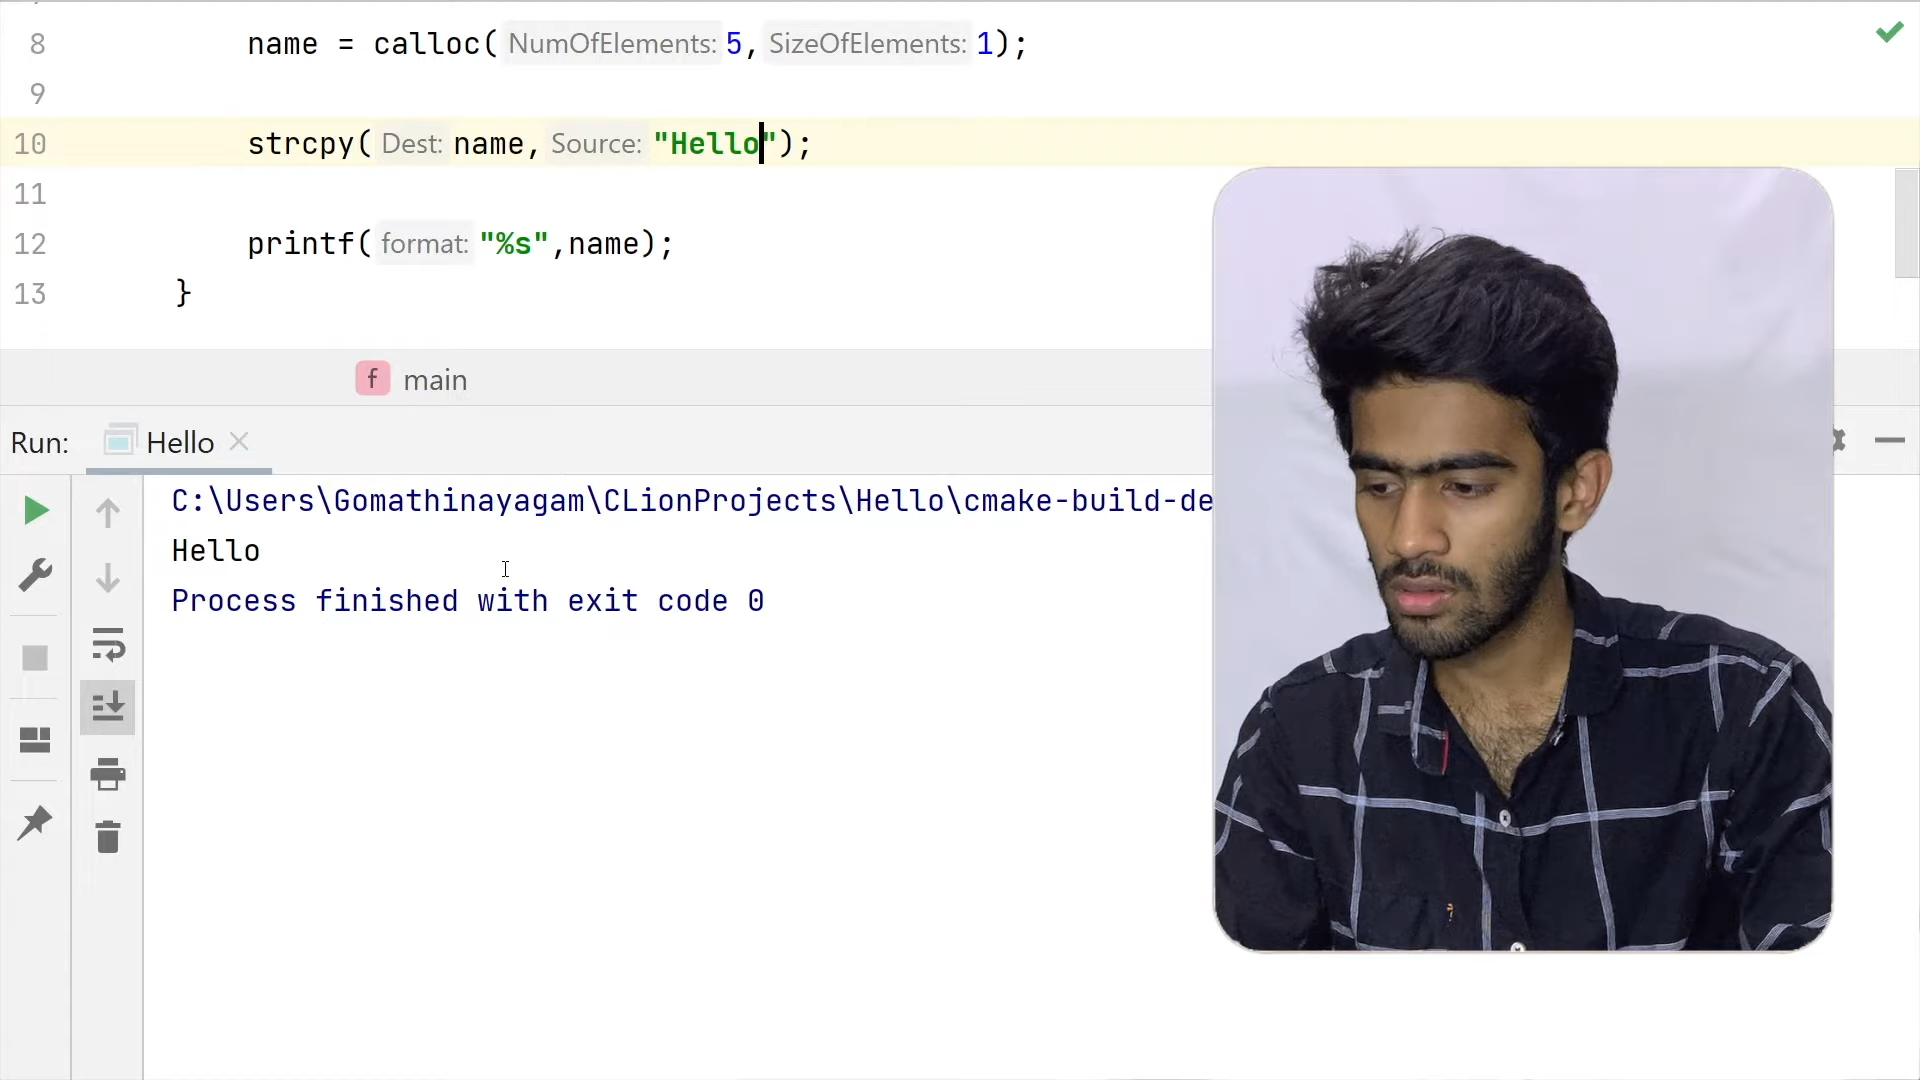 8 name = calloc( NumOfElements: 5, SizeOfElements: 1);
9
10 strcpy( Dest: name, Source: "Hello");
11
12 printf( format: "%s",name);
13 }
f main
Run: Hello
C:\Users\Gomathinayagam\CLionProjects\Hello\cmake-build-de
Hello
Process finished with exit code 0